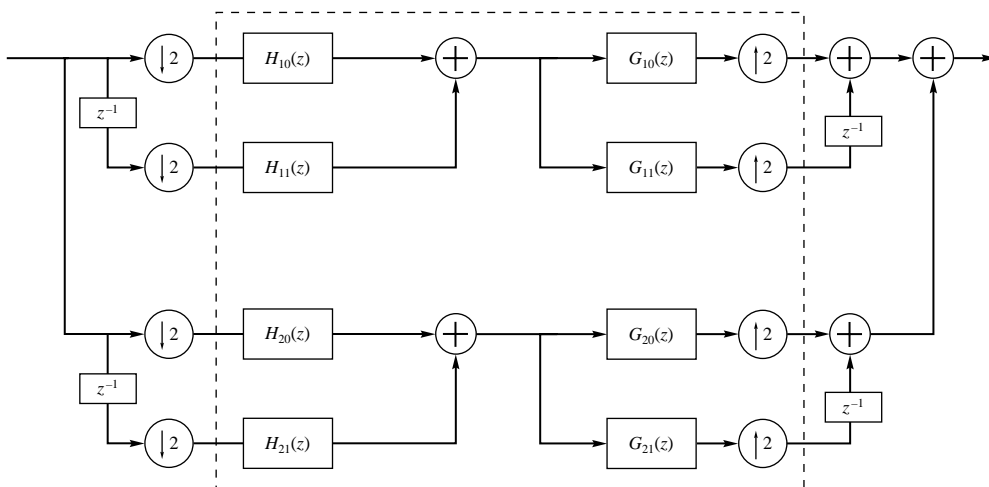 ↓ 2 H₁₀(z) + G₁₀(z) ↑ 2 + +
z⁻¹ z⁻¹
↓ 2 H₁₁(z) G₁₁(z) ↑ 2
↓ 2 H₂₀(z) + G₂₀(z) ↑ 2 +
z⁻¹ z⁻¹
↓ 2 H₂₁(z) G₂₁(z) ↑ 2